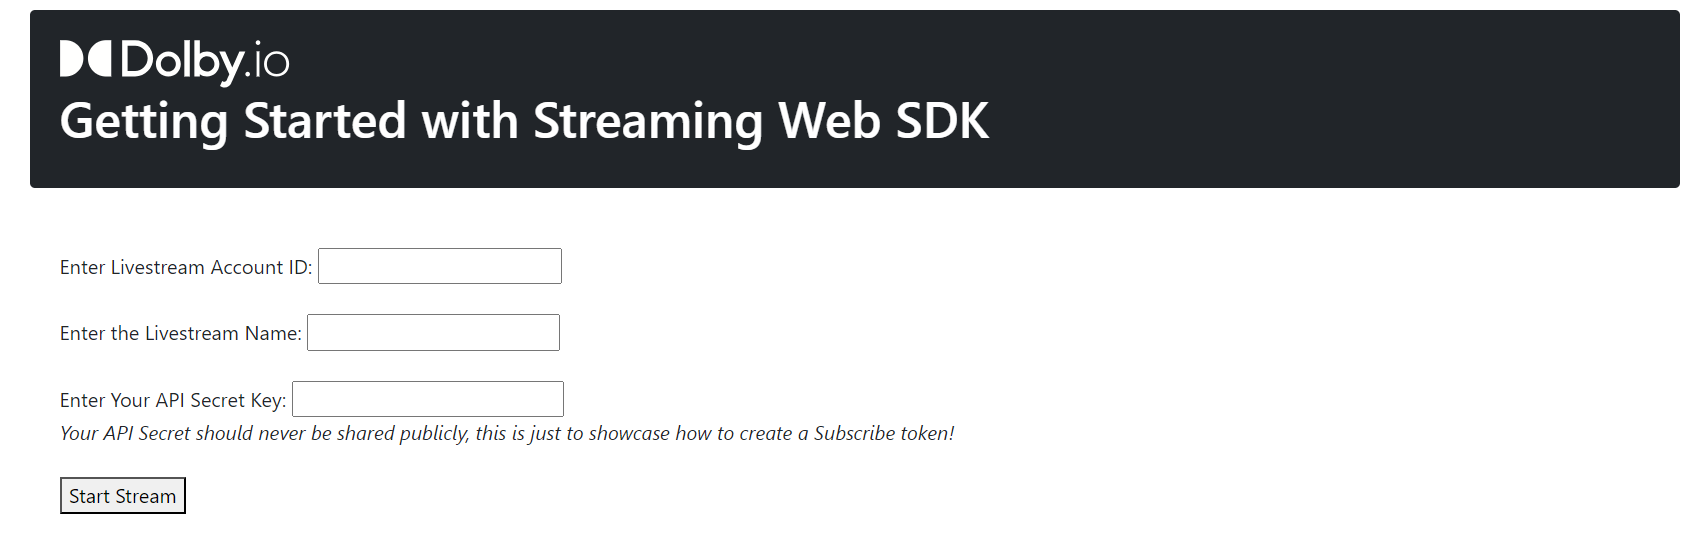 Dolby.io
Getting Started with Streaming Web SDK
Enter Livestream Account ID:
Enter the Livestream Name:
Enter Your API Secret Key:
Your API Secret should never be shared publicly, this is just to showcase how to create a Subscribe token!
Start Stream